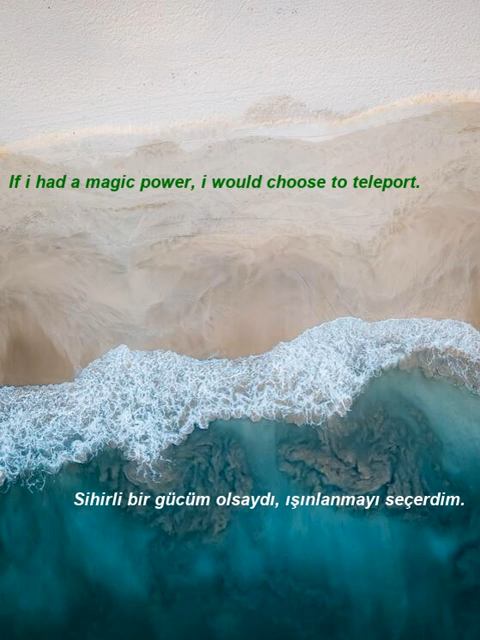 If i had a magic power, i would choose to teleport.
Sihirli bir gücüm olsaydı, ışınlanmayı seçerdim.